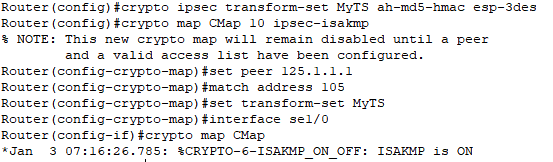 Router(config)#crypto ipsec transform-set MyTS ah-md5-hmac esp-3des
Router(config)#crypto map CMap 10 ipsec-isakmp
% NOTE: This new crypto map will remain disabled until a peer
and a valid access list have been configured.
Router(config-crypto-map)#set peer 125.1.1.1
Router(config-crypto-map)#match address 105
Router(config-crypto-map)#set transform-set MyTS
Router(config-crypto-map)#interface se1/0
Router(config-if)#crypto map CMap
*Jan  3 07:16:26.785: %CRYPTO-6-ISAKMP_ON_OFF: ISAKMP is ON